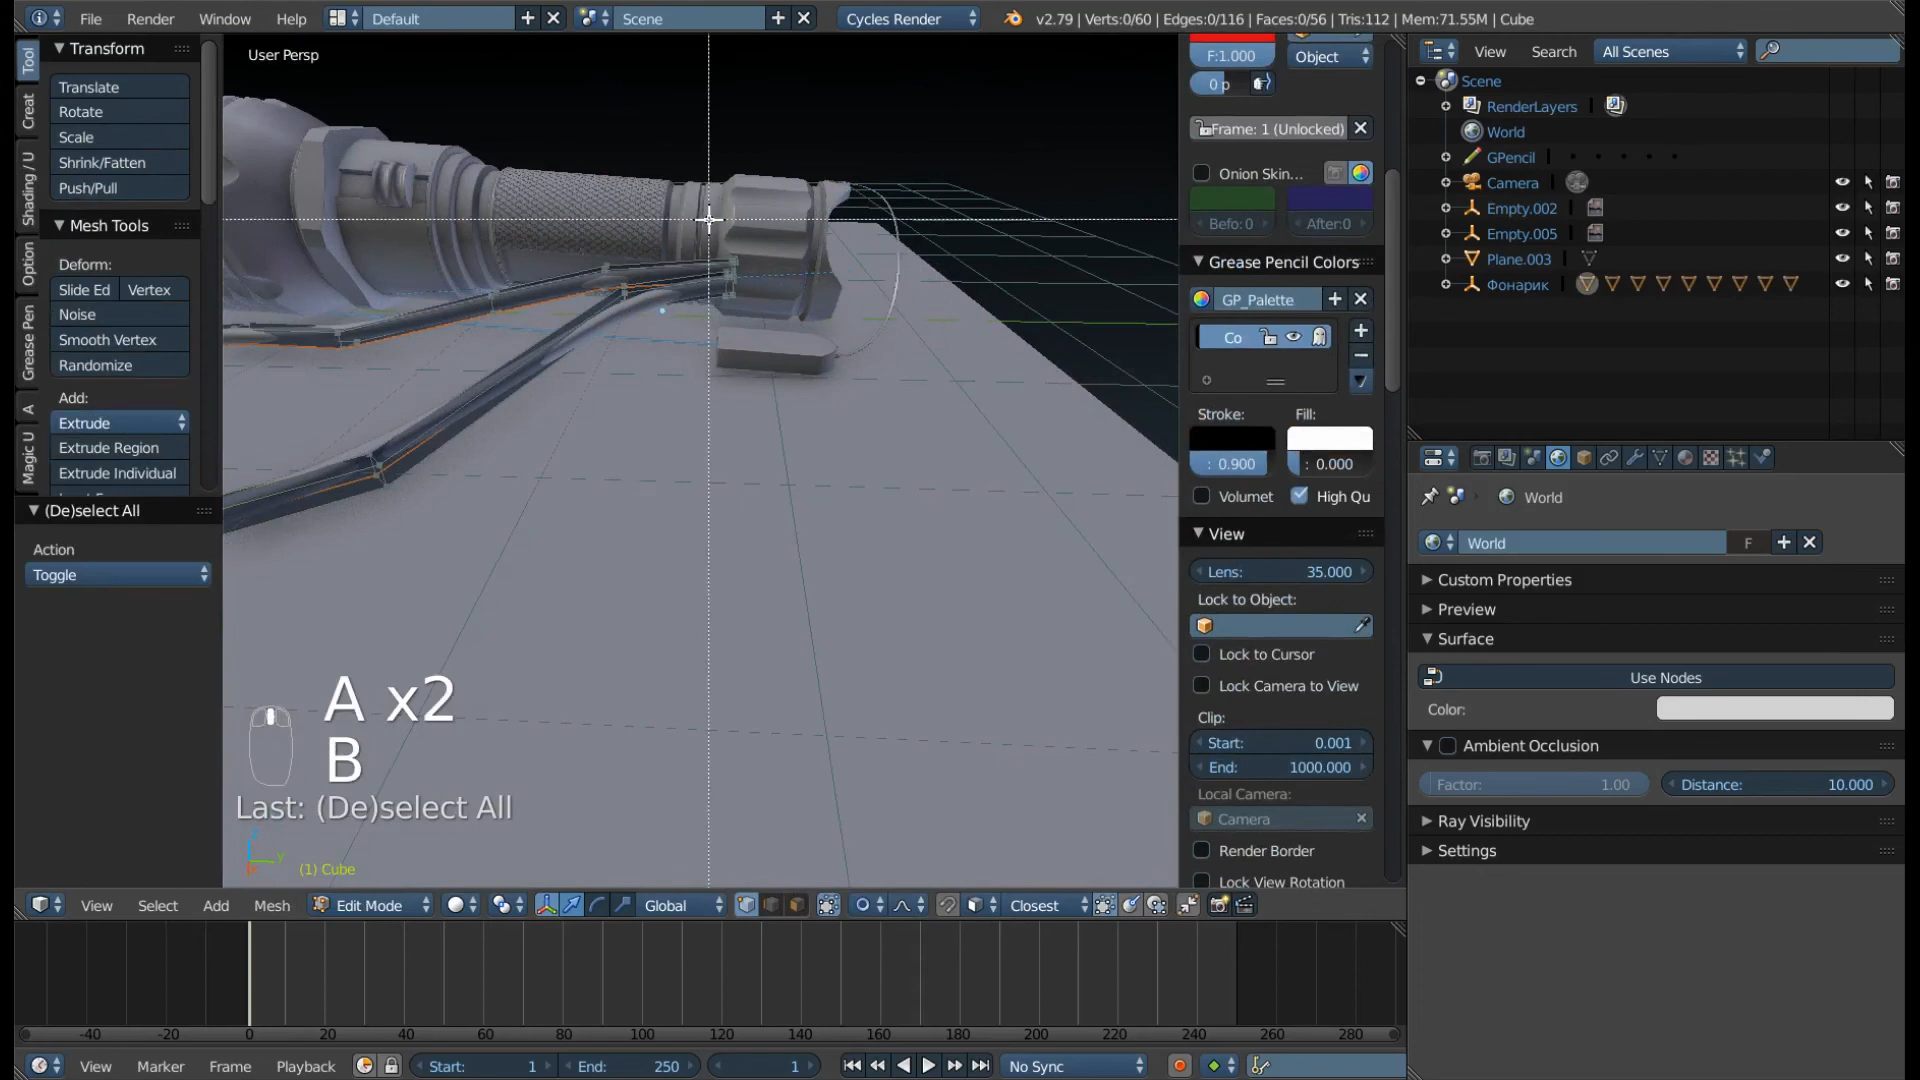 File Render Window Help Default Scene Cycles Render v2.79 | Verts:0/60 | Edges:0/116 | Faces:0/56 | Tris:112 | Mem:71.55M | Cube
Tool
Creat
Shading / U
Option
Grease Pen
A
Magic U
Transform
Translate
Rotate
Scale
Shrink/Fatten
Push/Pull
Mesh Tools
Deform:
Slide Ed Vertex
Noise
Smooth Vertex
Randomize
Add:
Extrude
Extrude Region
Extrude Individual
(De)select All
Action
Toggle
User Persp
A x2
B
Last: (De)select All
z
y
(1) Cube
F:1.000 Object
0 p
Frame: 1 (Unlocked)
Onion Skin...
Befo: 0 After:0
Grease Pencil Colors
GP_Palette
Co
Stroke: Fill:
: 0.900 : 0.000
Volumet High Qu
View
Lens: 35.000
Lock to Object:
Lock to Cursor
Lock Camera to View
Clip:
Start: 0.001
End: 1000.000
Local Camera:
Camera
Render Border
Lock View Rotation
View Search All Scenes
Scene
RenderLayers
World
GPencil
Camera
Empty.002
Empty.005
Plane.003
Фонарик
World
World F
Custom Properties
Preview
Surface
Use Nodes
Color:
Ambient Occlusion
Factor: 1.00 Distance: 10.000
Ray Visibility
Settings
View Select Add Mesh Edit Mode Global Closest
-40 -20 0 20 40 60 80 100 120 140 160 180 200 220 240 260 280
View Marker Frame Playback Start: 1 End: 250 1 No Sync